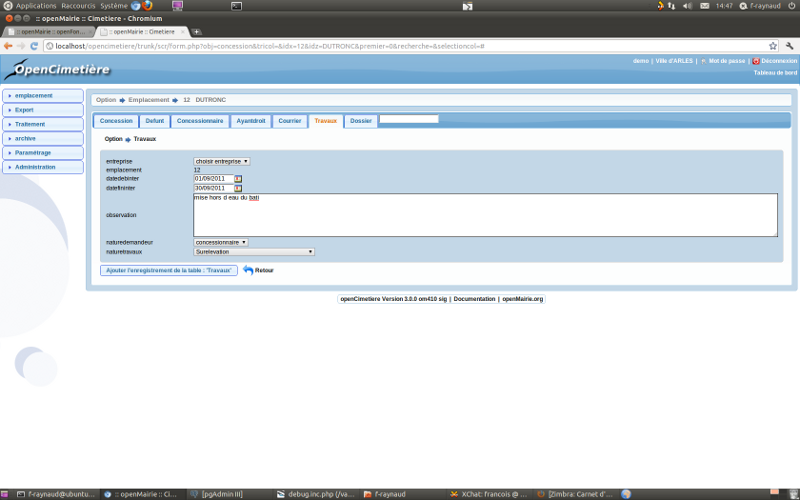 Applications Raccourcis Système 14:47 f-raynaud
:: openMairie :: Cimetiere - Chromium
:: openmairie :: openFon... :: openMairie :: Cimetiere
localhost/opencimetiere/trunk/scr/form.php?obj=concession&tricol=&idx=12&idz=DUTRONC&premier=0&recherche=&selectioncol=#
OpenCimetière
demo | Ville d'ARLES | Mot de passe | Déconnexion
Tableau de bord
emplacement
Export
Traitement
archive
Paramétrage
Administration
Option Emplacement 12 DUTRONC
Concession Defunt Concessionnaire Ayantdroit Courrier Travaux Dossier
Option Travaux
entreprise choisir entreprise
emplacement 12
datedebinter 01/09/2011
datefininter 30/09/2011
observation mise hors d eau du bati
naturedemandeur concessionnaire
naturetravaux Surelevation
Ajouter l'enregistrement de la table : 'Travaux' Retour
openCimetiere Version 3.0.0 om410 sig | Documentation | openMairie.org
f-raynaud@ubuntu... :: openMairie :: Ci... [pgAdmin III] debug.inc.php (/va... f-raynaud XChat: francois @ ... [Zimbra: Carnet d'...